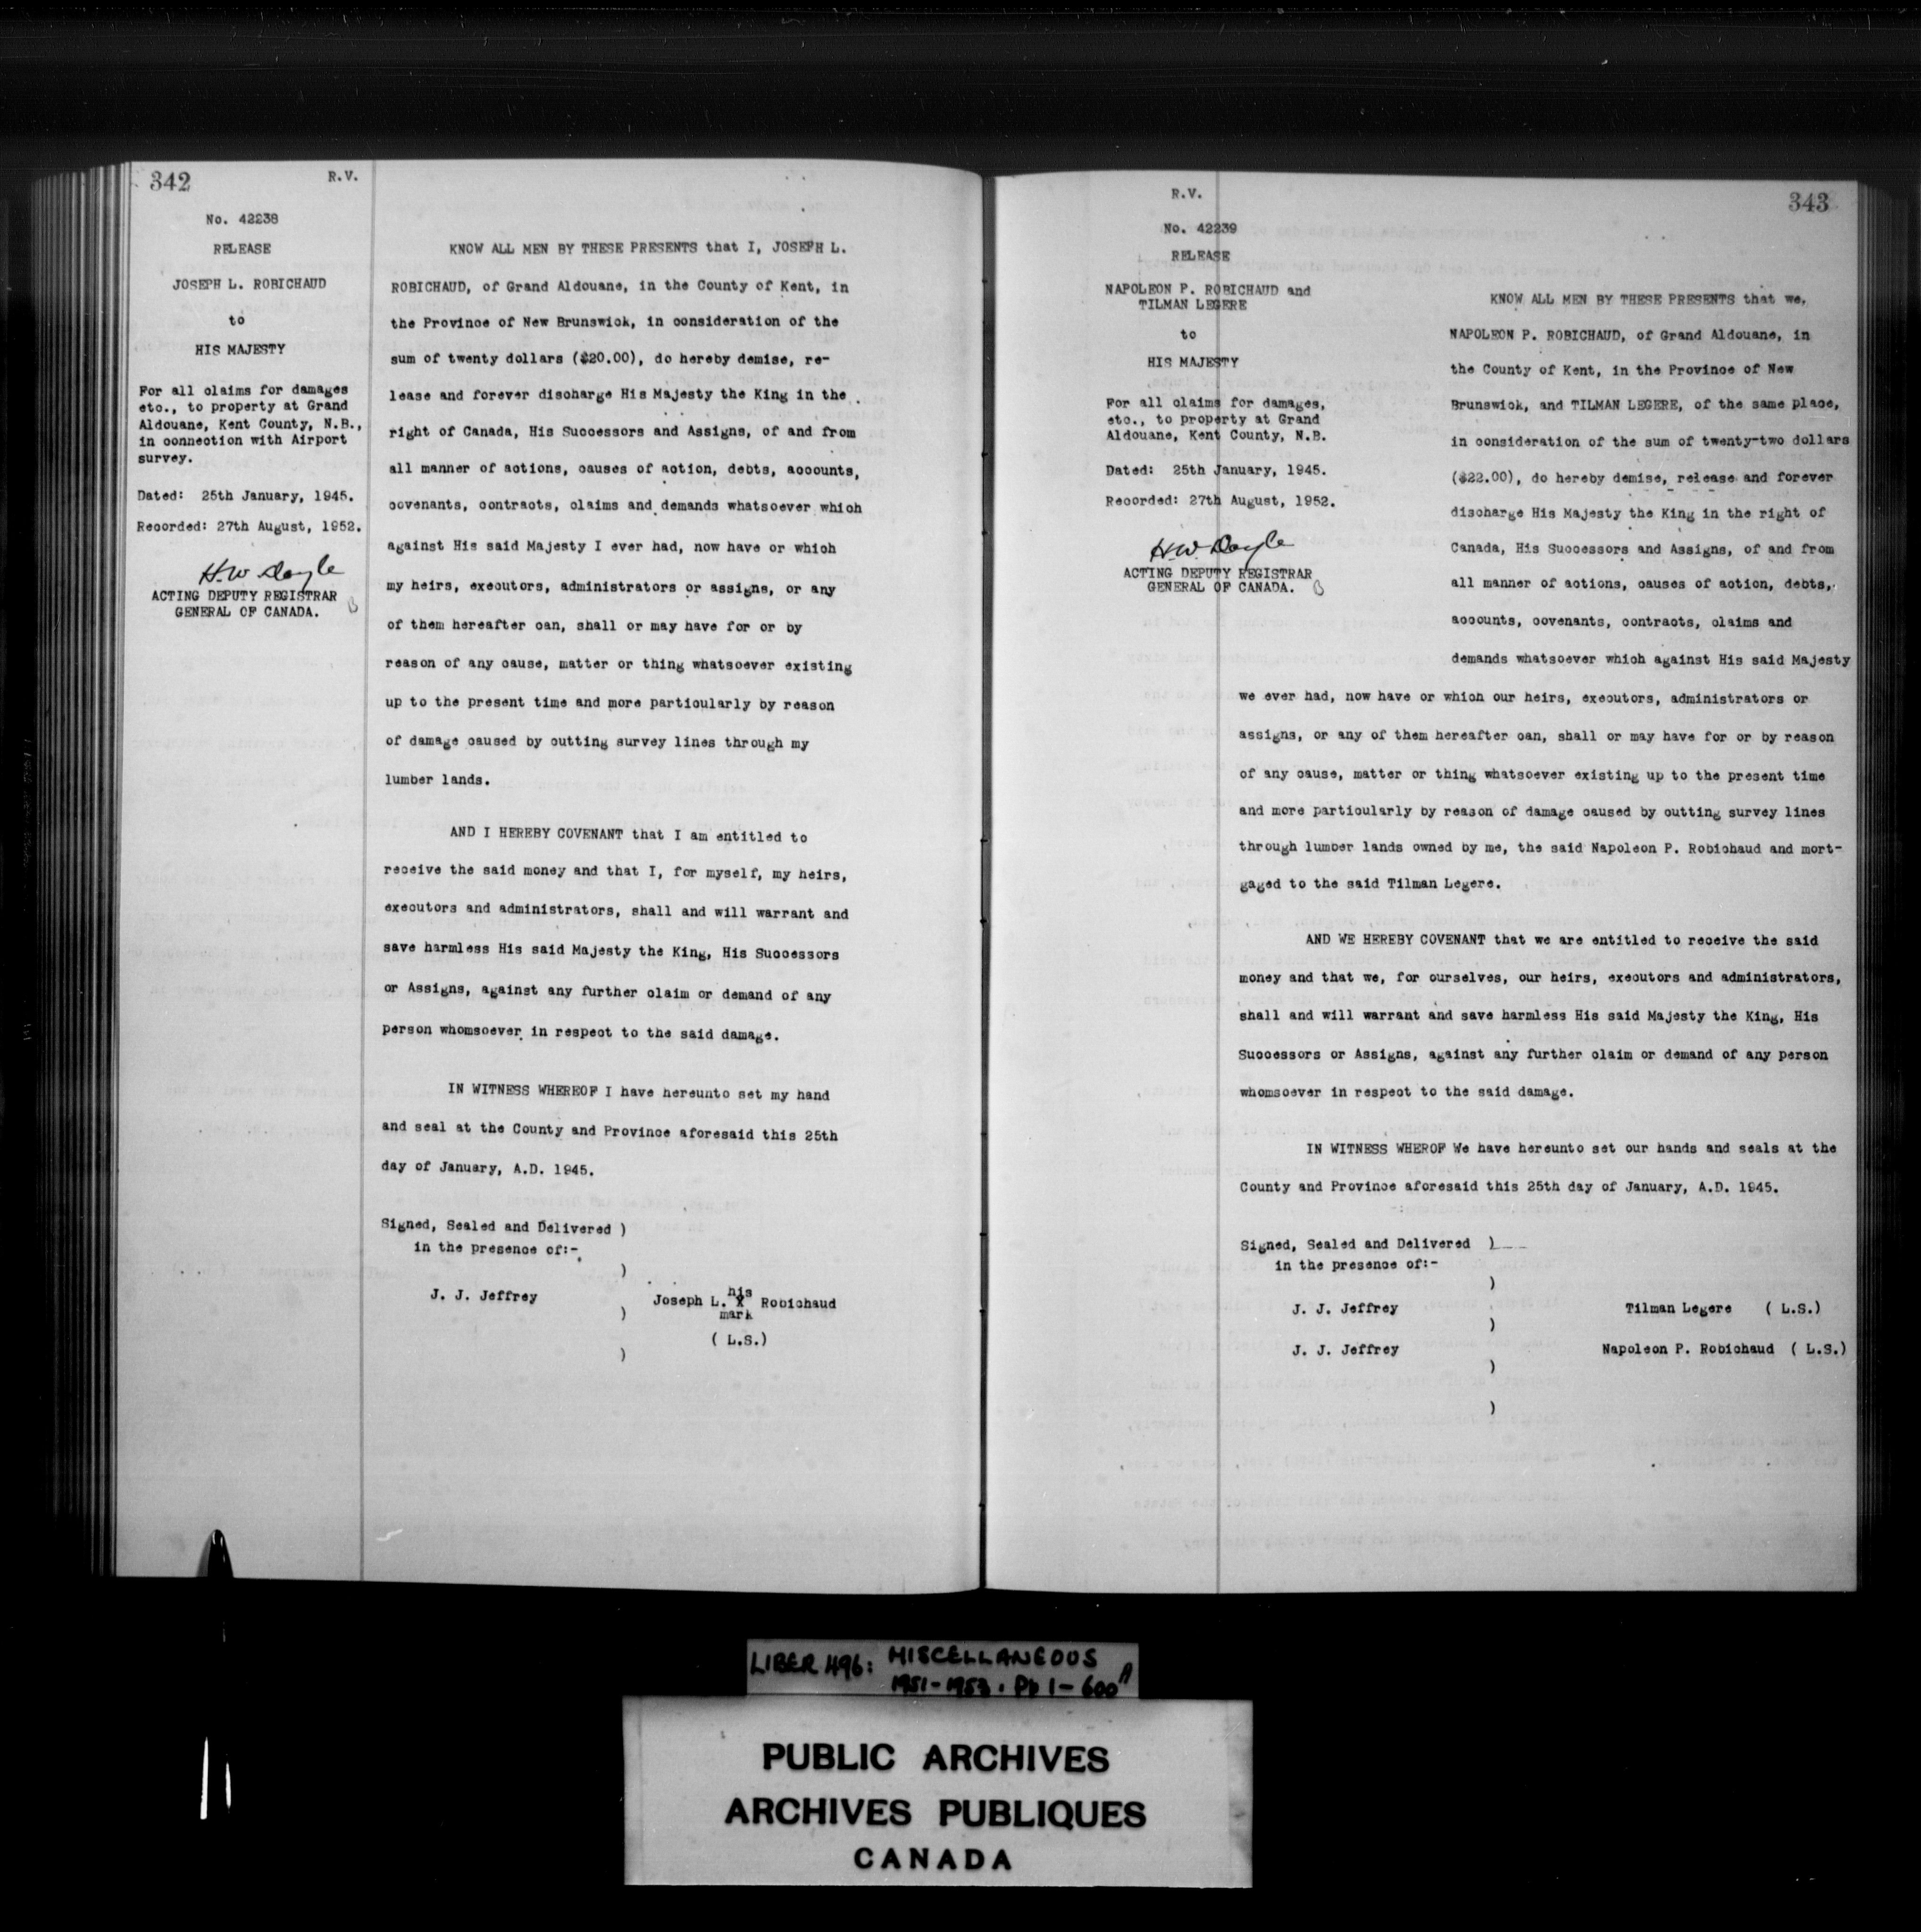 342
R.V.
No. 42238
RELEASE
JOSEPH L. ROBICHAUD
to
HIS MAJESTY
For all claims for damages
etc., to property at Grand
Aldouane, Kent County, N.B.,
in connection with Airport
survey.
Dated: 25th January, 1945.
Recorded: 27th August, 1952.
H.W. Doyle
ACTING DEPUTY REGISTRAR
GENERAL OF CANADA.
KNOW ALL MEN BY THESE PRESENTS that I, JOSEPH L.
ROBICHAUD, of Grand Aldouane, in the County of Kent, in
the Province of New Brunswick, in consideration of the
sum of twenty dollars ($20.00), do hereby demise, re-
lease and forever discharge His Majesty the King in the
right of Canada, His Successors and Assigns, of and from
all manner of actions, causes of action, debts, accounts,
covenants, contracts, claims and demands whatsoever which
against His said Majesty I ever had, now have or which
my heirs, executors, administrators or assigns, or any
of them hereafter can, shall or may have for or by
reason of any cause, matter or thing whatsoever existing
up to the present time and more particularly by reason
of damage caused by cutting survey lines through my
lumber lands.
AND I HEREBY COVENANT that I am entitled to
receive the said money and that I, for myself, my heirs,
executors and administrators, shall and will warrant and
save harmless His said Majesty the King, His Successors
or Assigns, against any further claim or demand of any
person whomsoever in respect to the said damage.
IN WITNESS WHEREOF I have hereunto set my hand
and seal at the County and Province aforesaid this 25th
day of January, A.D. 1945.
Signed, Sealed and Delivered )
in the presence of:-
)
his
J. J. Jeffrey Joseph L. X Robichaud
) mark
( L.S.)
)
343
R.V.
No. 42239
RELEASE
NAPOLEON P. ROBICHAUD and
TILMAN LEGERE
to
HIS MAJESTY
For all claims for damages,
etc., to property at Grand
Aldouane, Kent County, N.B.
Dated: 25th January, 1945.
Recorded: 27th August, 1952.
H.W. Doyle
ACTING DEPUTY REGISTRAR
GENERAL OF CANADA.
KNOW ALL MEN BY THESE PRESENTS that we,
NAPOLEON P. ROBICHAUD, of Grand Aldouane, in
the County of Kent, in the Province of New
Brunswick, and TILMAN LEGERE, of the same place,
in consideration of the sum of twenty-two dollars
($22.00), do hereby demise, release and forever
discharge His Majesty the King in the right of
Canada, His Successors and Assigns, of and from
all manner of actions, causes of action, debts,
accounts, covenants, contracts, claims and
demands whatsoever which against His said Majesty
we ever had, now have or which our heirs, executors, administrators or
assigns, or any of them hereafter can, shall or may have for or by reason
of any cause, matter or thing whatsoever existing up to the present time
and more particularly by reason of damage caused by cutting survey lines
through lumber lands owned by me, the said Napoleon P. Robichaud and mort-
gaged to the said Tilman Legere.
AND WE HEREBY COVENANT that we are entitled to receive the said
money and that we, for ourselves, our heirs, executors and administrators,
shall and will warrant and save harmless His said Majesty the King, His
Successors or Assigns, against any further claim or demand of any person
whomsoever in respect to the said damage.
IN WITNESS WHEROF We have hereunto set our hands and seals at the
County and Province aforesaid this 25th day of January, A.D. 1945.
Signed, Sealed and Delivered )
in the presence of:-
)
J. J. Jeffrey Tilman Legere ( L.S.)
)
J. J. Jeffrey Napoleon P. Robichaud ( L.S.)
)
)
LIBER 496: MISCELLANEOUS
1951-1953. Pp 1-600 A
PUBLIC ARCHIVES
ARCHIVES PUBLIQUES
CANADA